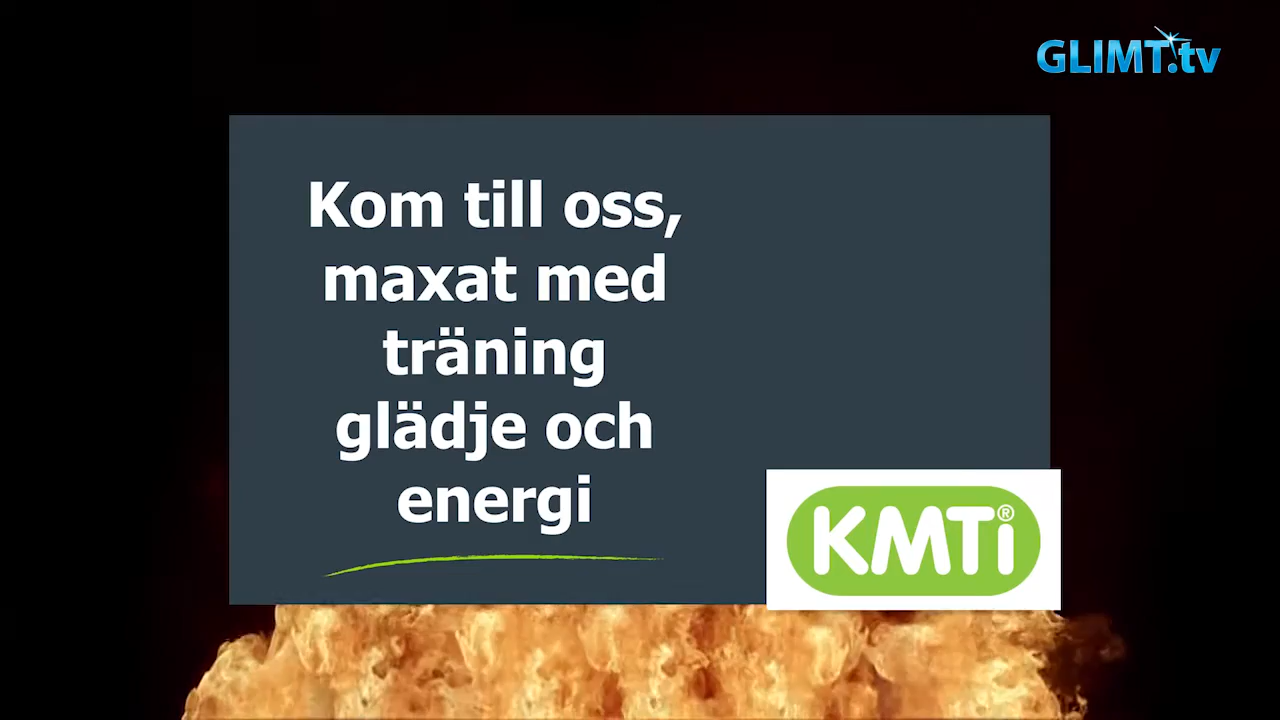 GLIMT.tv
Kom till oss,
maxat med
träning
glädje och
energi
KMTi®